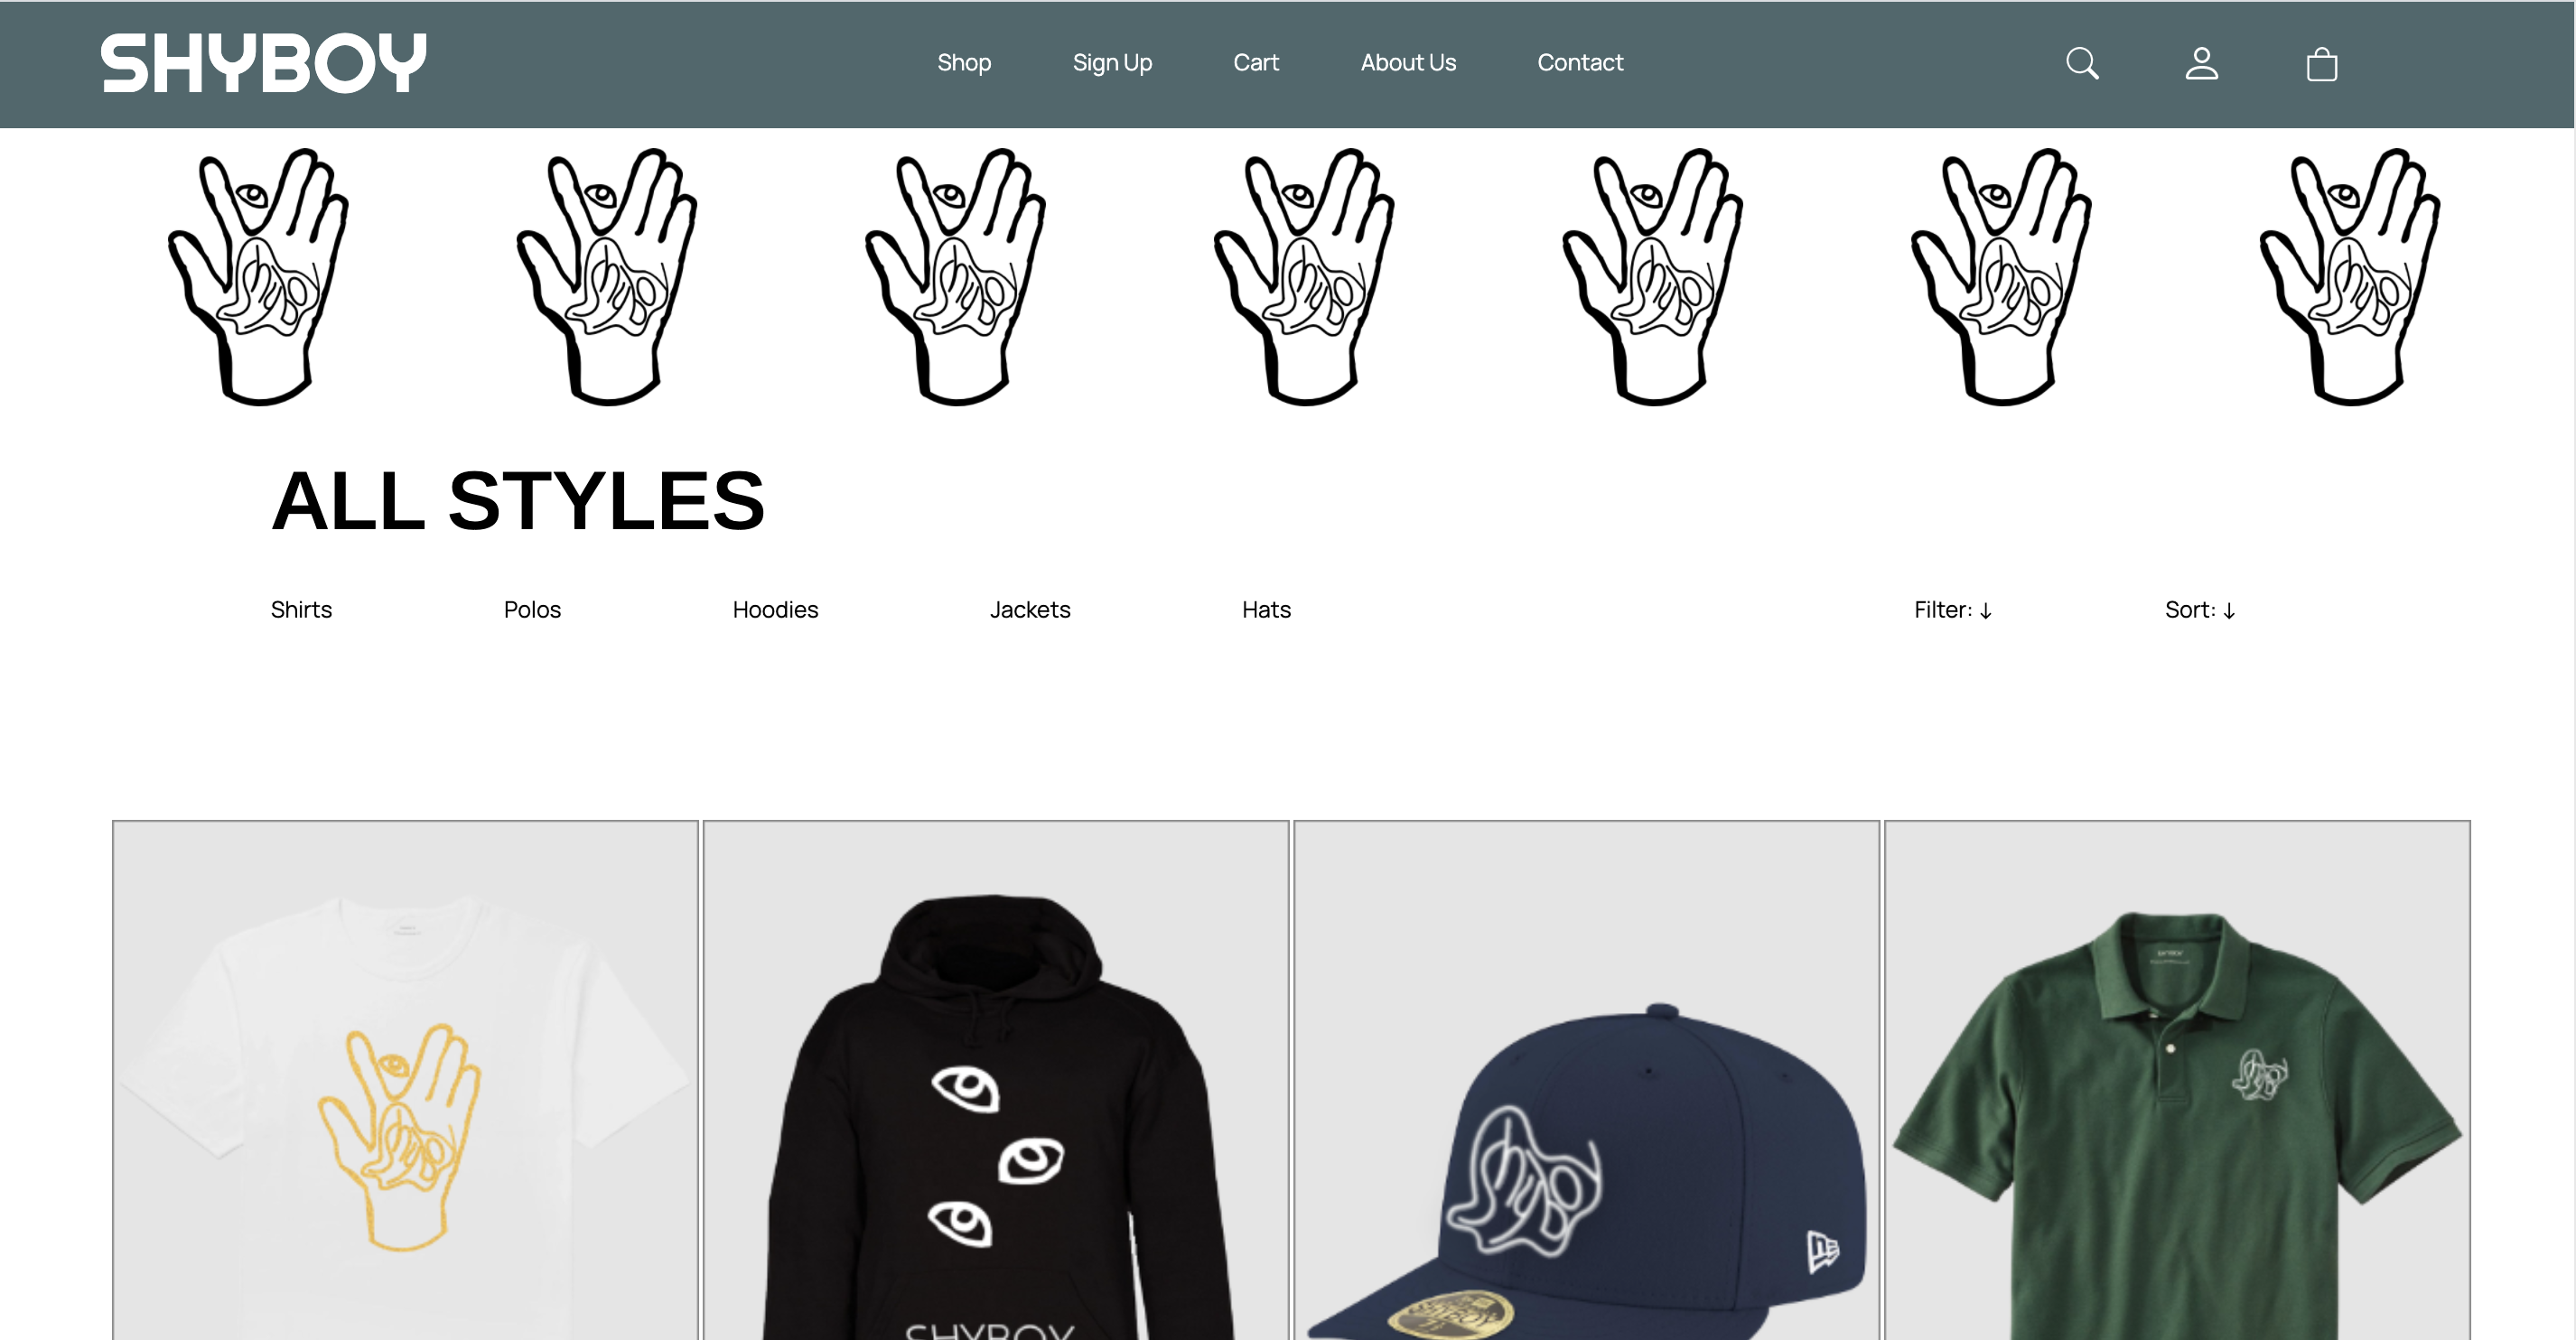 SHYBOY
Shop Sign Up Cart About Us Contact
ALL STYLES
Shirts Polos Hoodies Jackets Hats Filter: ↓ Sort: ↓
SHYBOY